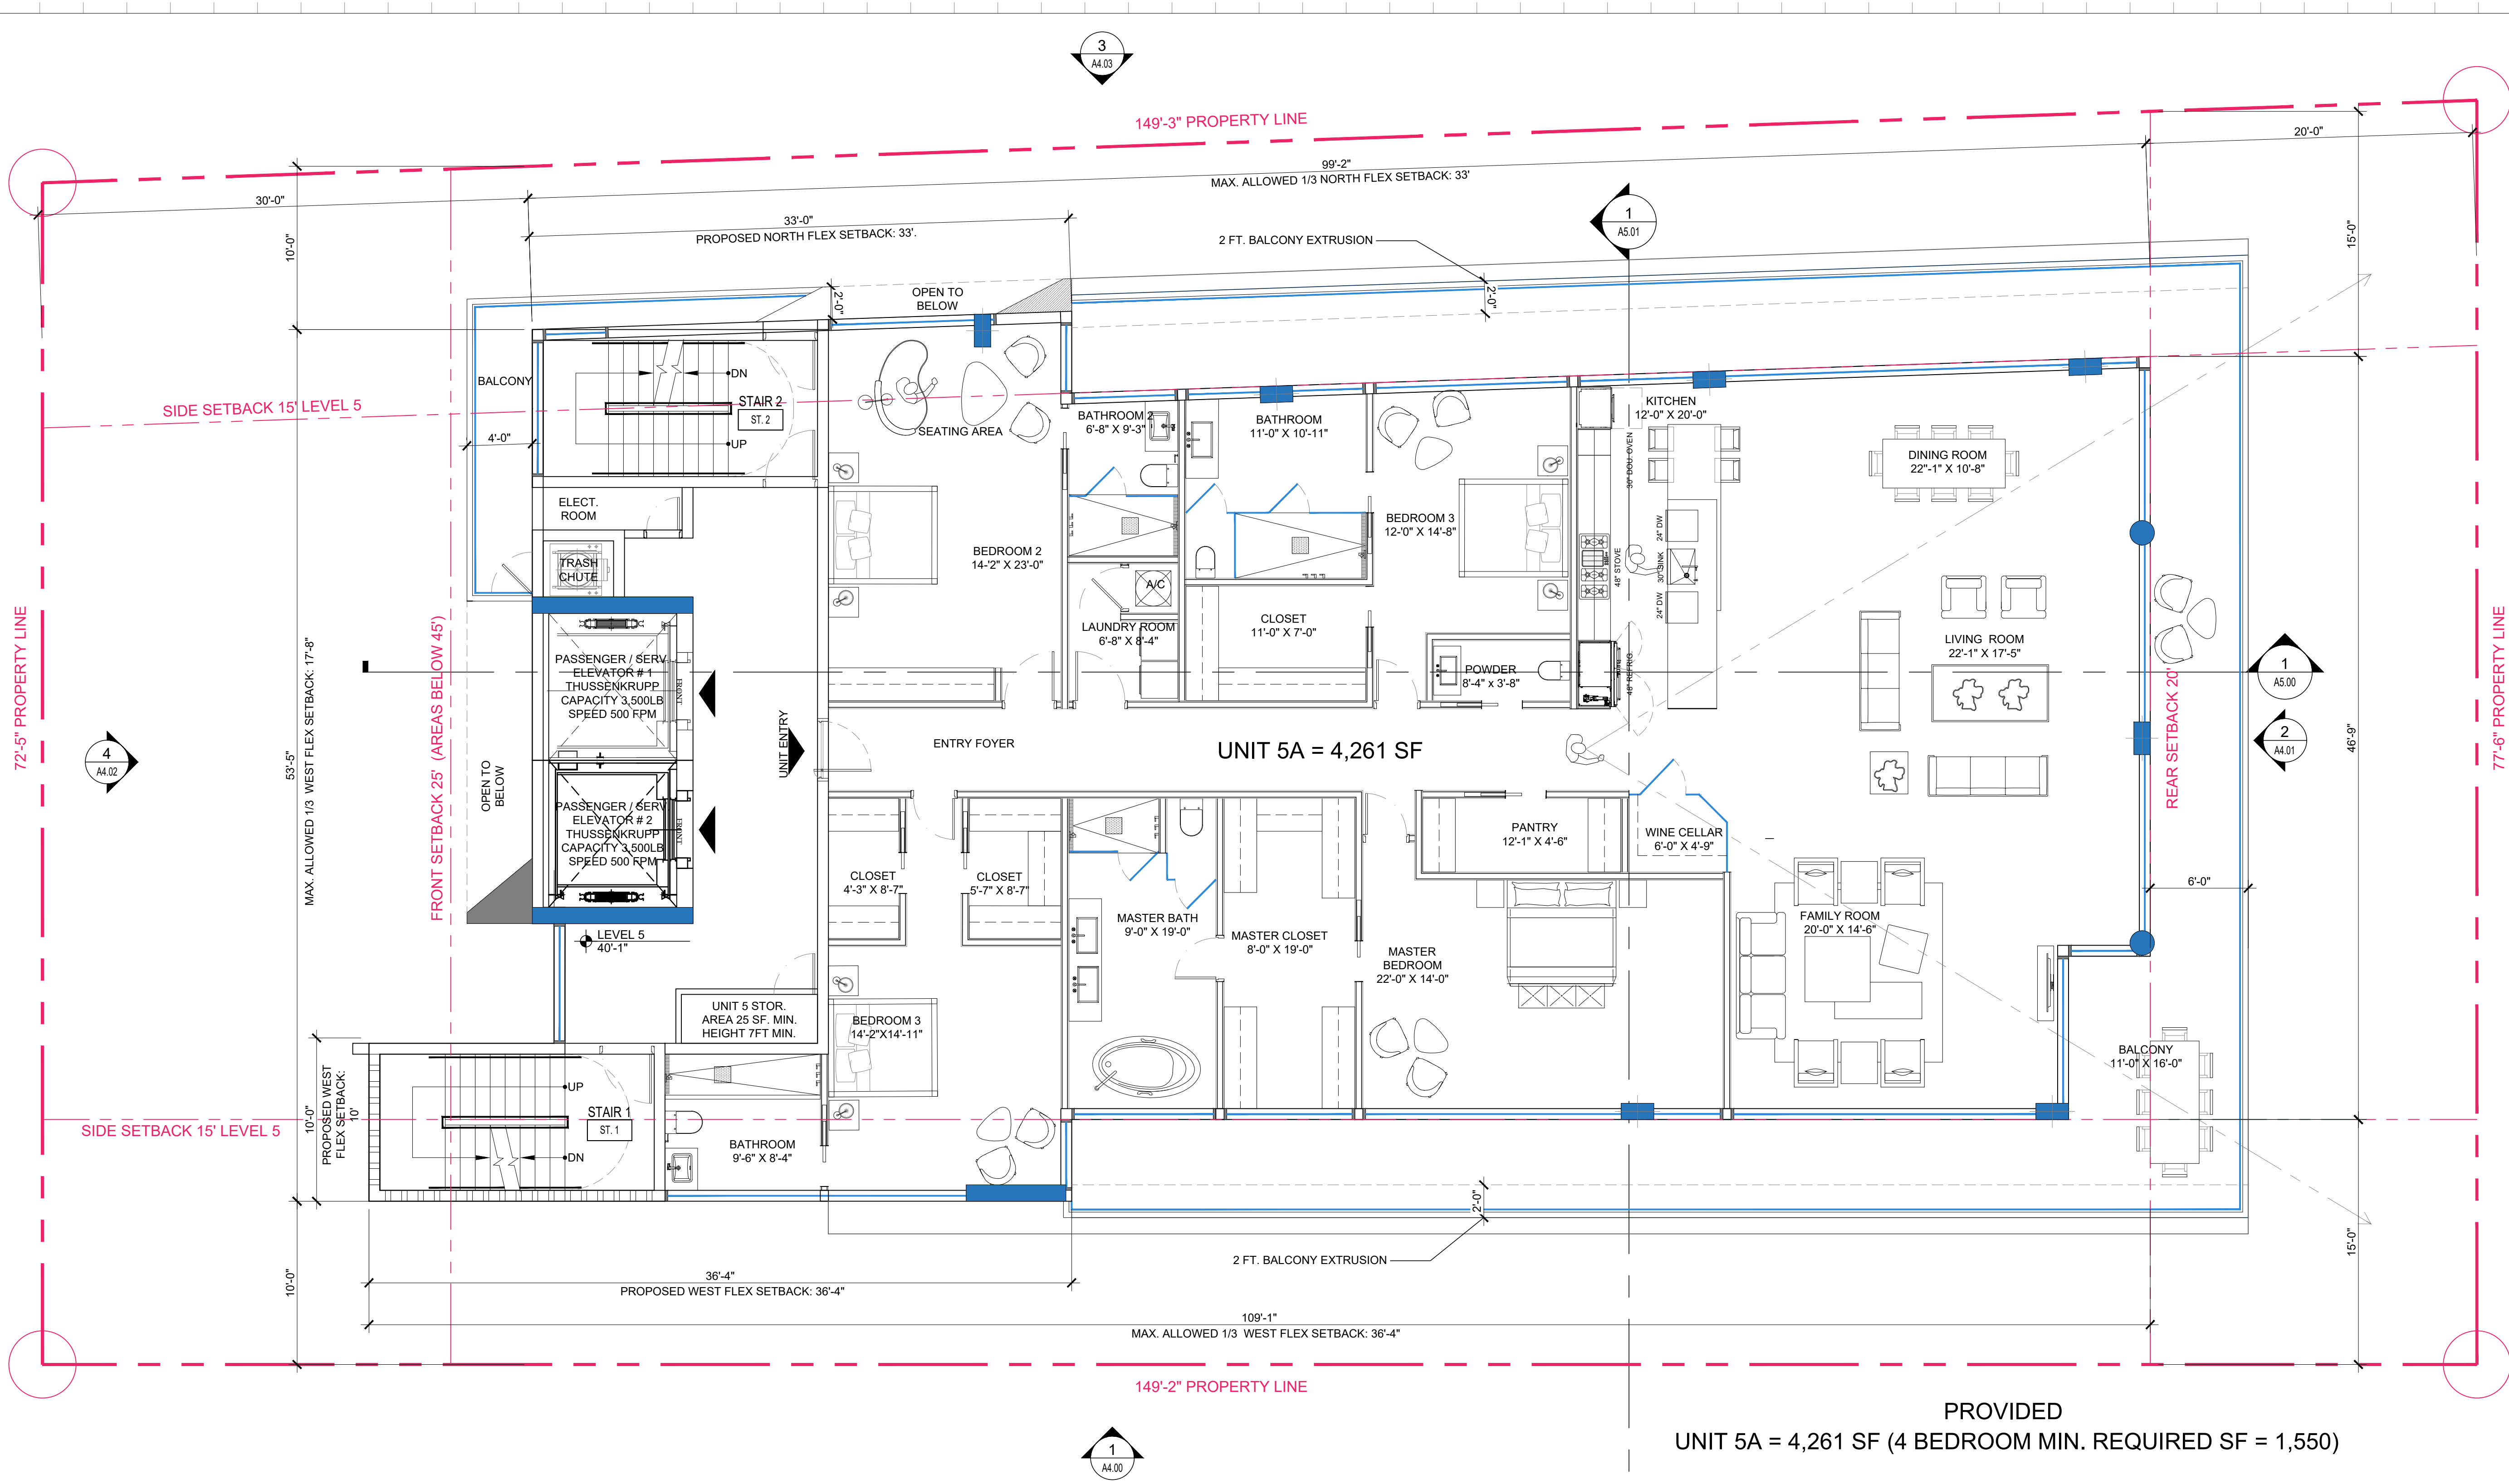 3
A4.03
149'-3" PROPERTY LINE
20'-0"
99'-2"
MAX. ALLOWED 1/3 NORTH FLEX SETBACK: 33'
30'-0"
33'-0"
PROPOSED NORTH FLEX SETBACK: 33'.
10'-0"
2 FT. BALCONY EXTRUSION
1
A5.01
15'-0"
2'-0"
OPEN TO
BELOW
2'-0"
BALCONY
DN
STAIR 2
ST. 2
UP
SIDE SETBACK 15' LEVEL 5
4'-0"
SEATING AREA
BATHROOM 2
6'-8" X 9'-3"
BATHROOM
11'-0" X 10'-11"
KITCHEN
12'-0" X 20'-0"
30" DOU. OVEN
DINING ROOM
22"-1" X 10'-8"
ELECT.
ROOM
BEDROOM 3
12-'0" X 14'-8"
24" DW
30" SINK
48" STOVE
24" DW
BEDROOM 2
14-'2" X 23'-0"
TRASH
CHUTE
A/C
LAUNDRY ROOM
6'-8" X 8'-4"
CLOSET
11'-0" X 7'-0"
LIVING  ROOM
22'-1" X 17'-5"
72'-5" PROPERTY LINE
53'-5"
MAX. ALLOWED 1/3  WEST FLEX SETBACK: 17'-8"
FRONT SETBACK 25'  (AREAS BELOW 45')
PASSENGER / SERV.
ELEVATOR # 1
THUSSENKRUPP
CAPACITY 3,500LB
SPEED 500 FPM
FRONT
POWDER
8'-4" x 3'-8"
48" REFRIG.
REAR SETBACK 20'
1
A5.00
77'-6" PROPERTY LINE
4
A4.02
OPEN TO
BELOW
UNIT ENTRY
ENTRY FOYER
UNIT 5A = 4,261 SF
2
A4.01
46'-9"
PASSENGER / SERV.
ELEVATOR # 2
THUSSENKRUPP
CAPACITY 3,500LB
SPEED 500 FPM
FRONT
PANTRY
12'-1" X 4'-6"
WINE CELLAR
6'-0" X 4'-9"
CLOSET
4'-3" X 8'-7"
CLOSET
5'-7" X 8'-7"
6'-0"
MASTER BATH
9'-0" X 19'-0"
MASTER CLOSET
8'-0" X 19'-0"
MASTER
BEDROOM
22'-0" X 14'-0"
FAMILY ROOM
20'-0" X 14'-6"
LEVEL 5
40'-1"
UNIT 5 STOR.
AREA 25 SF. MIN.
HEIGHT 7FT MIN.
BEDROOM 3
14'-2"X14'-11"
BALCONY
11'-0" X 16'-0"
10'-0"
PROPOSED WEST
FLEX SETBACK:
10'
UP
STAIR 1
ST. 1
DN
SIDE SETBACK 15' LEVEL 5
BATHROOM
9'-6" X 8'-4"
2'-0"
2 FT. BALCONY EXTRUSION
10'-0"
15'-0"
36'-4"
PROPOSED WEST FLEX SETBACK: 36'-4"
109'-1"
MAX. ALLOWED 1/3  WEST FLEX SETBACK: 36'-4"
149'-2" PROPERTY LINE
1
A4.00
PROVIDED
UNIT 5A = 4,261 SF (4 BEDROOM MIN. REQUIRED SF = 1,550)